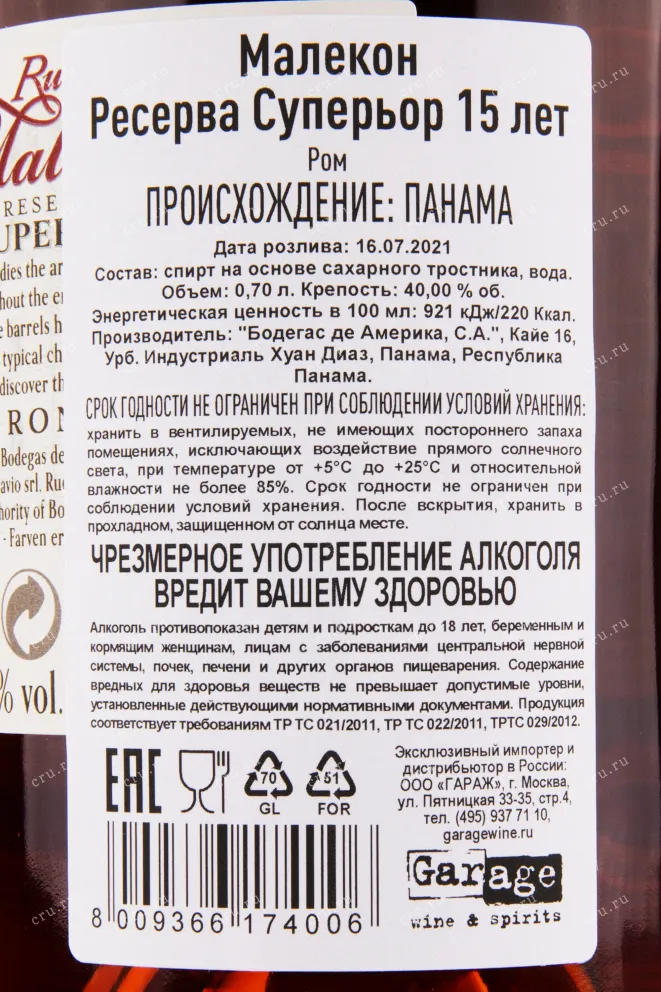 Малекон
Ресерва Суперьор 15 лет
Ром
ПРОИСХОЖДЕНИЕ: ПАНАМА
Дата розлива: 16.07.2021
Состав: спирт на основе сахарного тростника, вода.
Объем: 0,70 л. Крепость: 40,00 % об.
Энергетическая ценность в 100 мл: 921 кДж/220 Ккал.
Производитель: "Бодегас де Америка, С.А.", Кайе 16,
Урб. Индустриаль Хуан Диаз, Панама, Республика
Панама.
СРОК ГОДНОСТИ НЕ ОГРАНИЧЕН ПРИ СОБЛЮДЕНИИ УСЛОВИЙ ХРАНЕНИЯ:
хранить в вентилируемых, не имеющих постороннего запаха
помещениях, исключающих воздействие прямого солнечного
света, при температуре от +5°С до +25°С и относительной
влажности не более 85%. Срок годности не ограничен при
соблюдении условий хранения. После вскрытия, хранить в
прохладном, защищенном от солнца месте.
ЧРЕЗМЕРНОЕ УПОТРЕБЛЕНИЕ АЛКОГОЛЯ
ВРЕДИТ ВАШЕМУ ЗДОРОВЬЮ
Алкоголь противопоказан детям и подросткам до 18 лет, беременным и
кормящим женщинам, лицам с заболеваниями центральной нервной
системы, почек, печени и других органов пищеварения. Содержание
вредных для здоровья веществ не превышает допустимые уровни,
установленные действующими нормативными документами. Продукция
соответствует требованиям ТР ТС 021/2011, ТР ТС 022/2011, ТРТС 029/2012.
EAC
70
GL
51
FOR
Эксклюзивный импортер и
дистрибьютор в России:
ООО «ГАРАЖ», г. Москва,
ул. Пятницкая 33-35, стр.4,
тел. (495) 937 71 10,
garagewine.ru
Garage
wine & spirits
8 009366 174006
Ru
RESE
UPE
dies the ar
hout the e
e barrels h
typical ch
discover th
RON
Bodegas de
avio srl. Ru
hority of Bo
- Farven er
% vol.
cru.ru